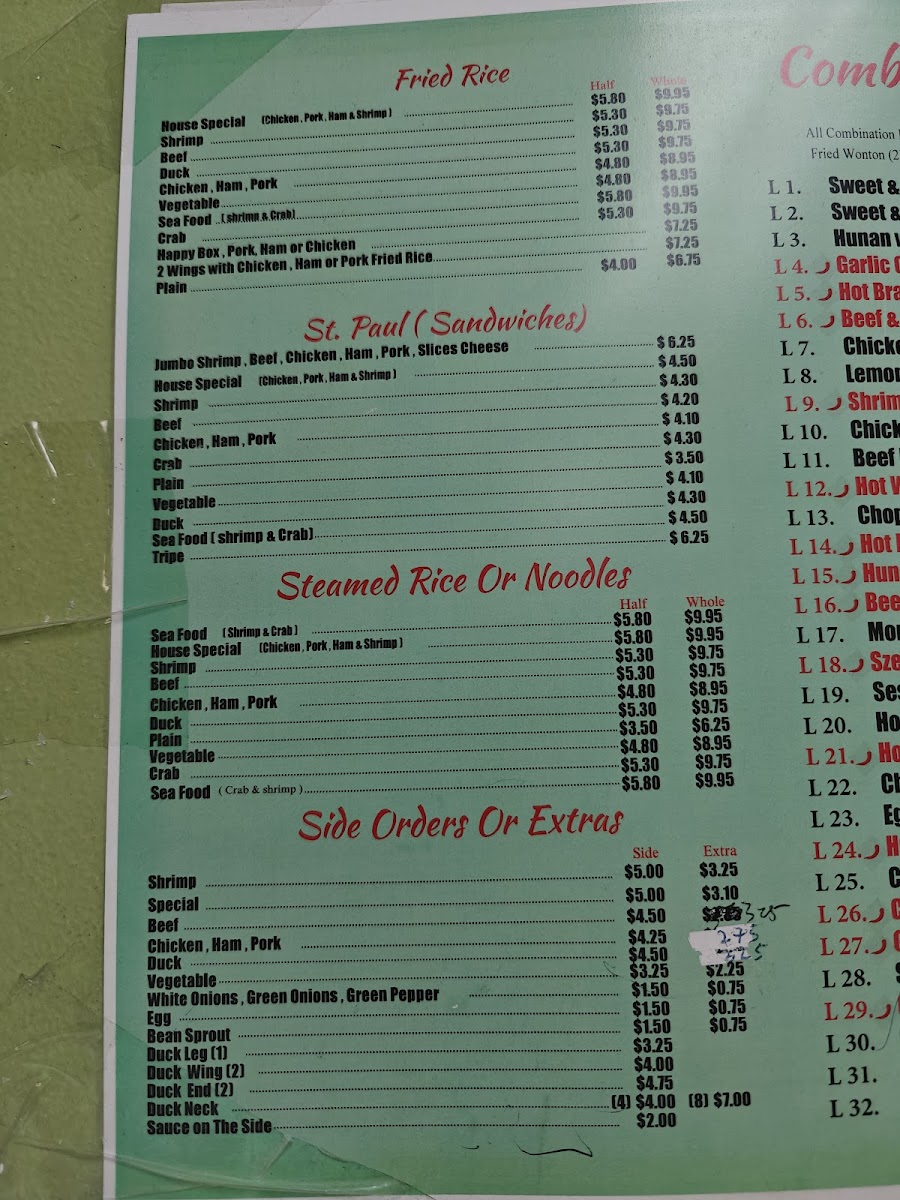 Fried Rice
Half Whole
House Special (Chicken, Pork, Ham & Shrimp) $5.80 $9.95
Shrimp $5.30 $9.75
Beef $5.30 $9.75
Duck $5.30 $9.75
Chicken, Ham, Pork $4.80 $8.95
Vegetable $4.80 $8.95
Sea Food (shrimp & Crab) $5.80 $9.95
Crab $5.30 $9.75
Happy Box, Pork, Ham or Chicken $7.25
2 Wings with Chicken, Ham or Pork Fried Rice $7.25
Plain $4.00 $6.75
St. Paul (Sandwiches)
Jumbo Shrimp, Beef, Chicken, Ham, Pork, Slices Cheese $6.25
House Special (Chicken, Pork, Ham & Shrimp) $4.50
Shrimp $4.30
Beef $4.20
Chicken, Ham, Pork $4.10
Crab $4.30
Plain $3.50
Vegetable $4.10
Duck $4.30
Sea Food (shrimp & Crab) $4.50
Tripe $6.25
Steamed Rice Or Noodles
Half Whole
Sea Food (Shrimp & Crab) $5.80 $9.95
House Special (Chicken, Pork, Ham & Shrimp) $5.80 $9.95
Shrimp $5.30 $9.75
Beef $5.30 $9.75
Chicken, Ham, Pork $4.80 $8.95
Duck $5.30 $9.75
Plain $3.50 $6.25
Vegetable $4.80 $8.95
Crab $5.30 $9.75
Sea Food (Crab & shrimp) $5.80 $9.95
Side Orders Or Extras
Side Extra
Shrimp $5.00 $3.25
Special $5.00 $3.10
Beef $4.50 325
Chicken, Ham, Pork $4.25 2.75
Duck $4.50
Vegetable $3.25 $2.25
White Onions, Green Onions, Green Pepper $1.50 $0.75
Egg $1.50 $0.75
Bean Sprout $1.50 $0.75
Duck Leg (1) $3.25
Duck Wing (2) $4.00
Duck End (2) $4.75
Duck Neck (4) $4.00 (8) $7.00
Sauce on The Side $2.00
Comb
All Combination
Fried Wonton (2
L 1. Sweet &
L 2. Sweet &
L 3. Hunan
L 4. Garlic
L 5. Hot Bra
L 6. Beef &
L 7. Chick
L 8. Lemon
L 9. Shrim
L 10. Chick
L 11. Beef
L 12. Hot
L 13. Chop
L 14. Hot
L 15. Hun
L 16. Bee
L 17. Mo
L 18. Sze
L 19. Ses
L 20. Ho
L 21. Ho
L 22. Ch
L 23. Eg
L 24. H
L 25. C
L 26.
L 27.
L 28.
L 29.
L 30.
L 31.
L 32.